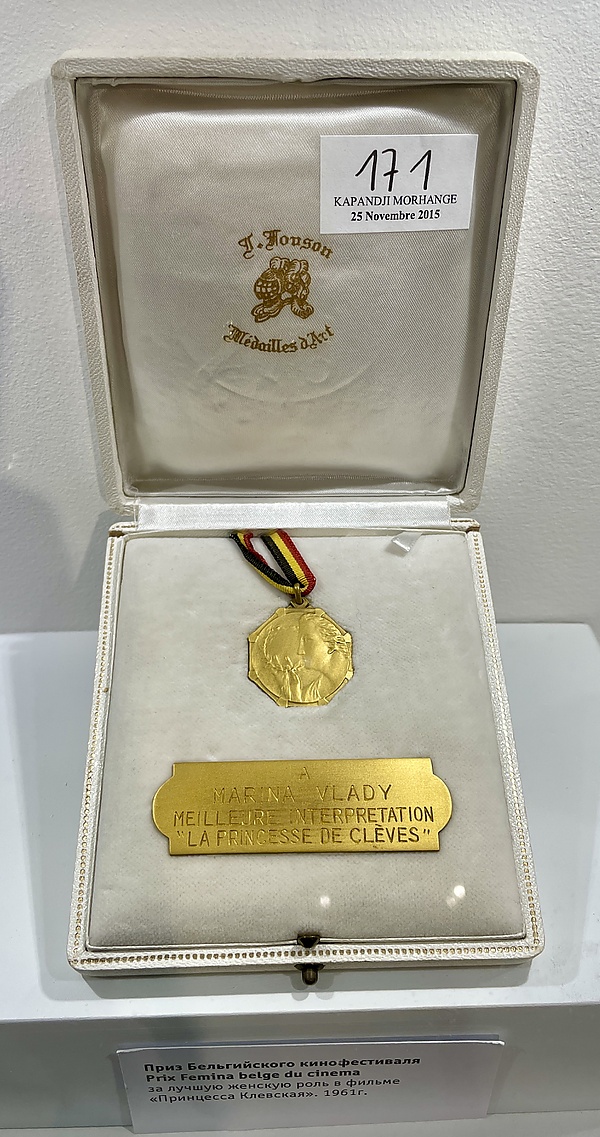 171
KAPANDJI MORHANGE
25 Novembre 2015
T. Fonson
Médailles d'Art
A
MARINA VLADY
MEILLEURE INTERPRETATION
"LA PRINCESSE DE CLÈVES"
Приз Бельгийского кинофестиваля
Prix Femina belge du cinema
за лучшую женскую роль в фильме
«Принцесса Клевская». 1961г.